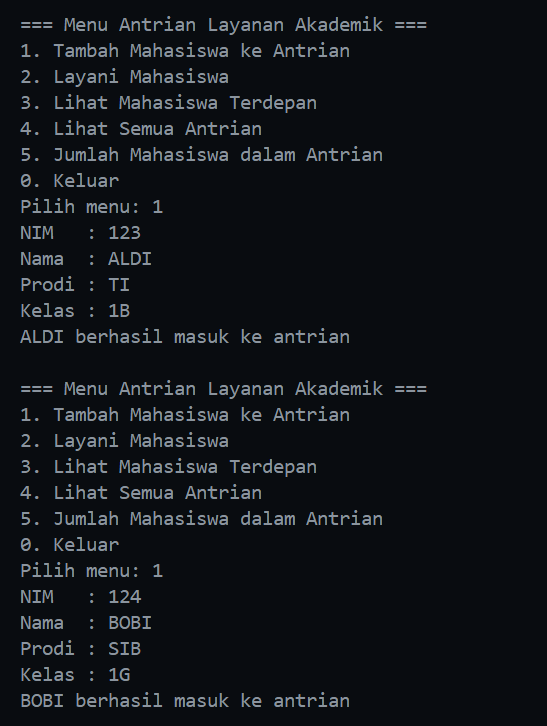 === Menu Antrian Layanan Akademik ===
1. Tambah Mahasiswa ke Antrian
2. Layani Mahasiswa
3. Lihat Mahasiswa Terdepan
4. Lihat Semua Antrian
5. Jumlah Mahasiswa dalam Antrian
0. Keluar
Pilih menu: 1
NIM   : 123
Nama  : ALDI
Prodi : TI
Kelas : 1B
ALDI berhasil masuk ke antrian

=== Menu Antrian Layanan Akademik ===
1. Tambah Mahasiswa ke Antrian
2. Layani Mahasiswa
3. Lihat Mahasiswa Terdepan
4. Lihat Semua Antrian
5. Jumlah Mahasiswa dalam Antrian
0. Keluar
Pilih menu: 1
NIM   : 124
Nama  : BOBI
Prodi : SIB
Kelas : 1G
BOBI berhasil masuk ke antrian